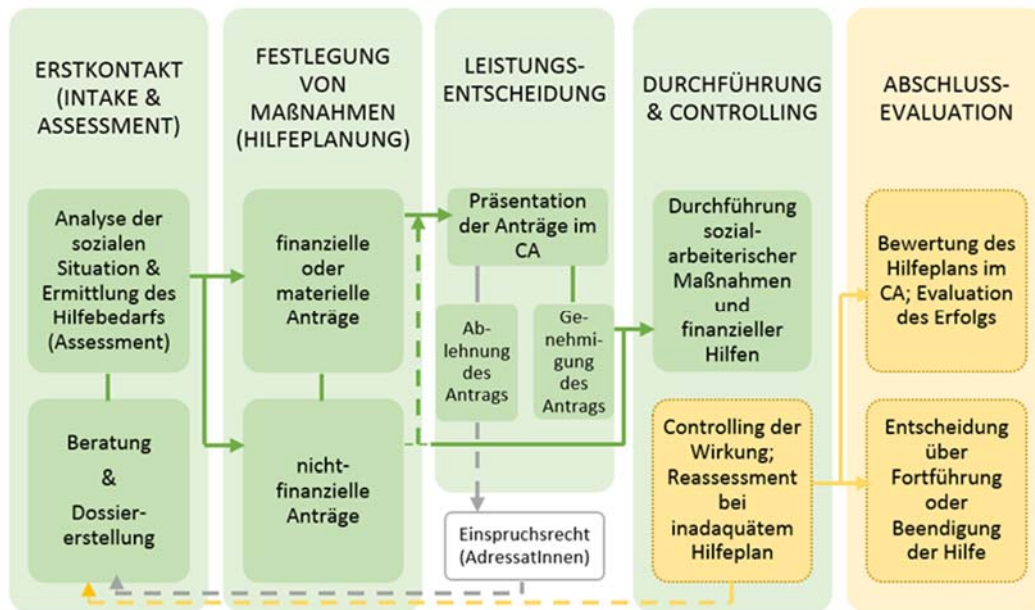 ERSTKONTAKT
(INTAKE &
ASSESSMENT)
Analyse der
sozialen
Situation &
Ermittlung des
Hilfebedarfs
(Assessment)
Beratung
&
Dossier-
erstellung
FESTLEGUNG
VON
MAßNAHMEN
(HILFEPLANUNG)
finanzielle
oder
materielle
Anträge
nicht-
finanzielle
Anträge
LEISTUNGS-
ENTSCHEIDUNG
Präsentation
der Anträge im
CA
Ab-
lehnung
des
Antrags
Ge-
nehmi-
gung
des
Antrags
Einspruchsrecht
(AdressatInnen)
DURCHFÜHRUNG
& CONTROLLING
Durchführung
sozial-
arbeiterischer
Maßnahmen
und
finanzieller
Hilfen
Controlling der
Wirkung;
Reassessment
bei
inadaquätem
Hilfeplan
ABSCHLUSS-
EVALUATION
Bewertung des
Hilfeplans im
CA; Evaluation
des Erfolgs
Entscheidung
über
Fortführung
oder
Beendigung
der Hilfe